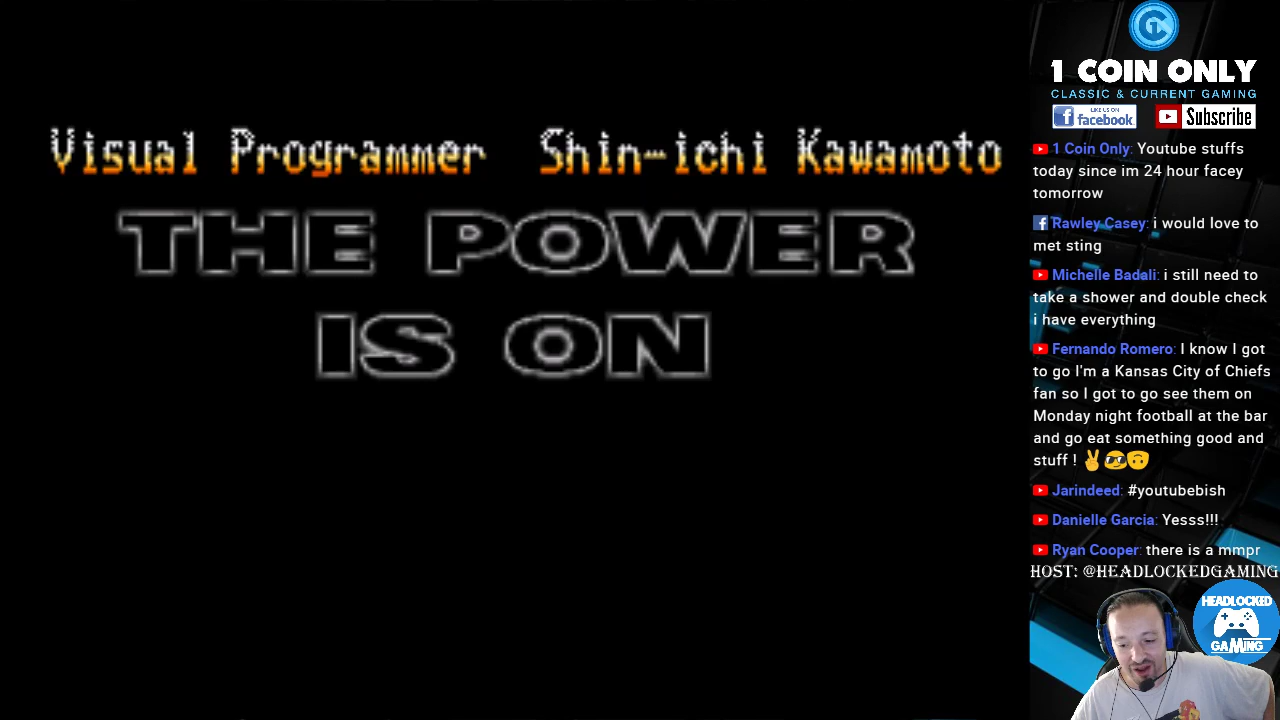 Visual Programmer Shin-ichi Kawamoto
THE POWER
IS ON
1 COIN ONLY
CLASSIC & CURRENT GAMING
LIKE US ON
facebook.
Subscribe
1 Coin Only: Youtube stuffs
today since im 24 hour facey
tomorrow
Rawley Casey: i would love to
met sting
Michelle Badali: i still need to
take a shower and double check
i have everything
Fernando Romero: I know I got
to go I'm a Kansas City of Chiefs
fan so I got to go see them on
Monday night football at the bar
and go eat something good and
stuff ! ✌😎🙃
Jarindeed: #youtubebish
Danielle Garcia: Yesss!!!
Ryan Cooper: there is a mmpr
HOST: @HEADLOCKEDGAMING
HEADLOCKED
GAMING